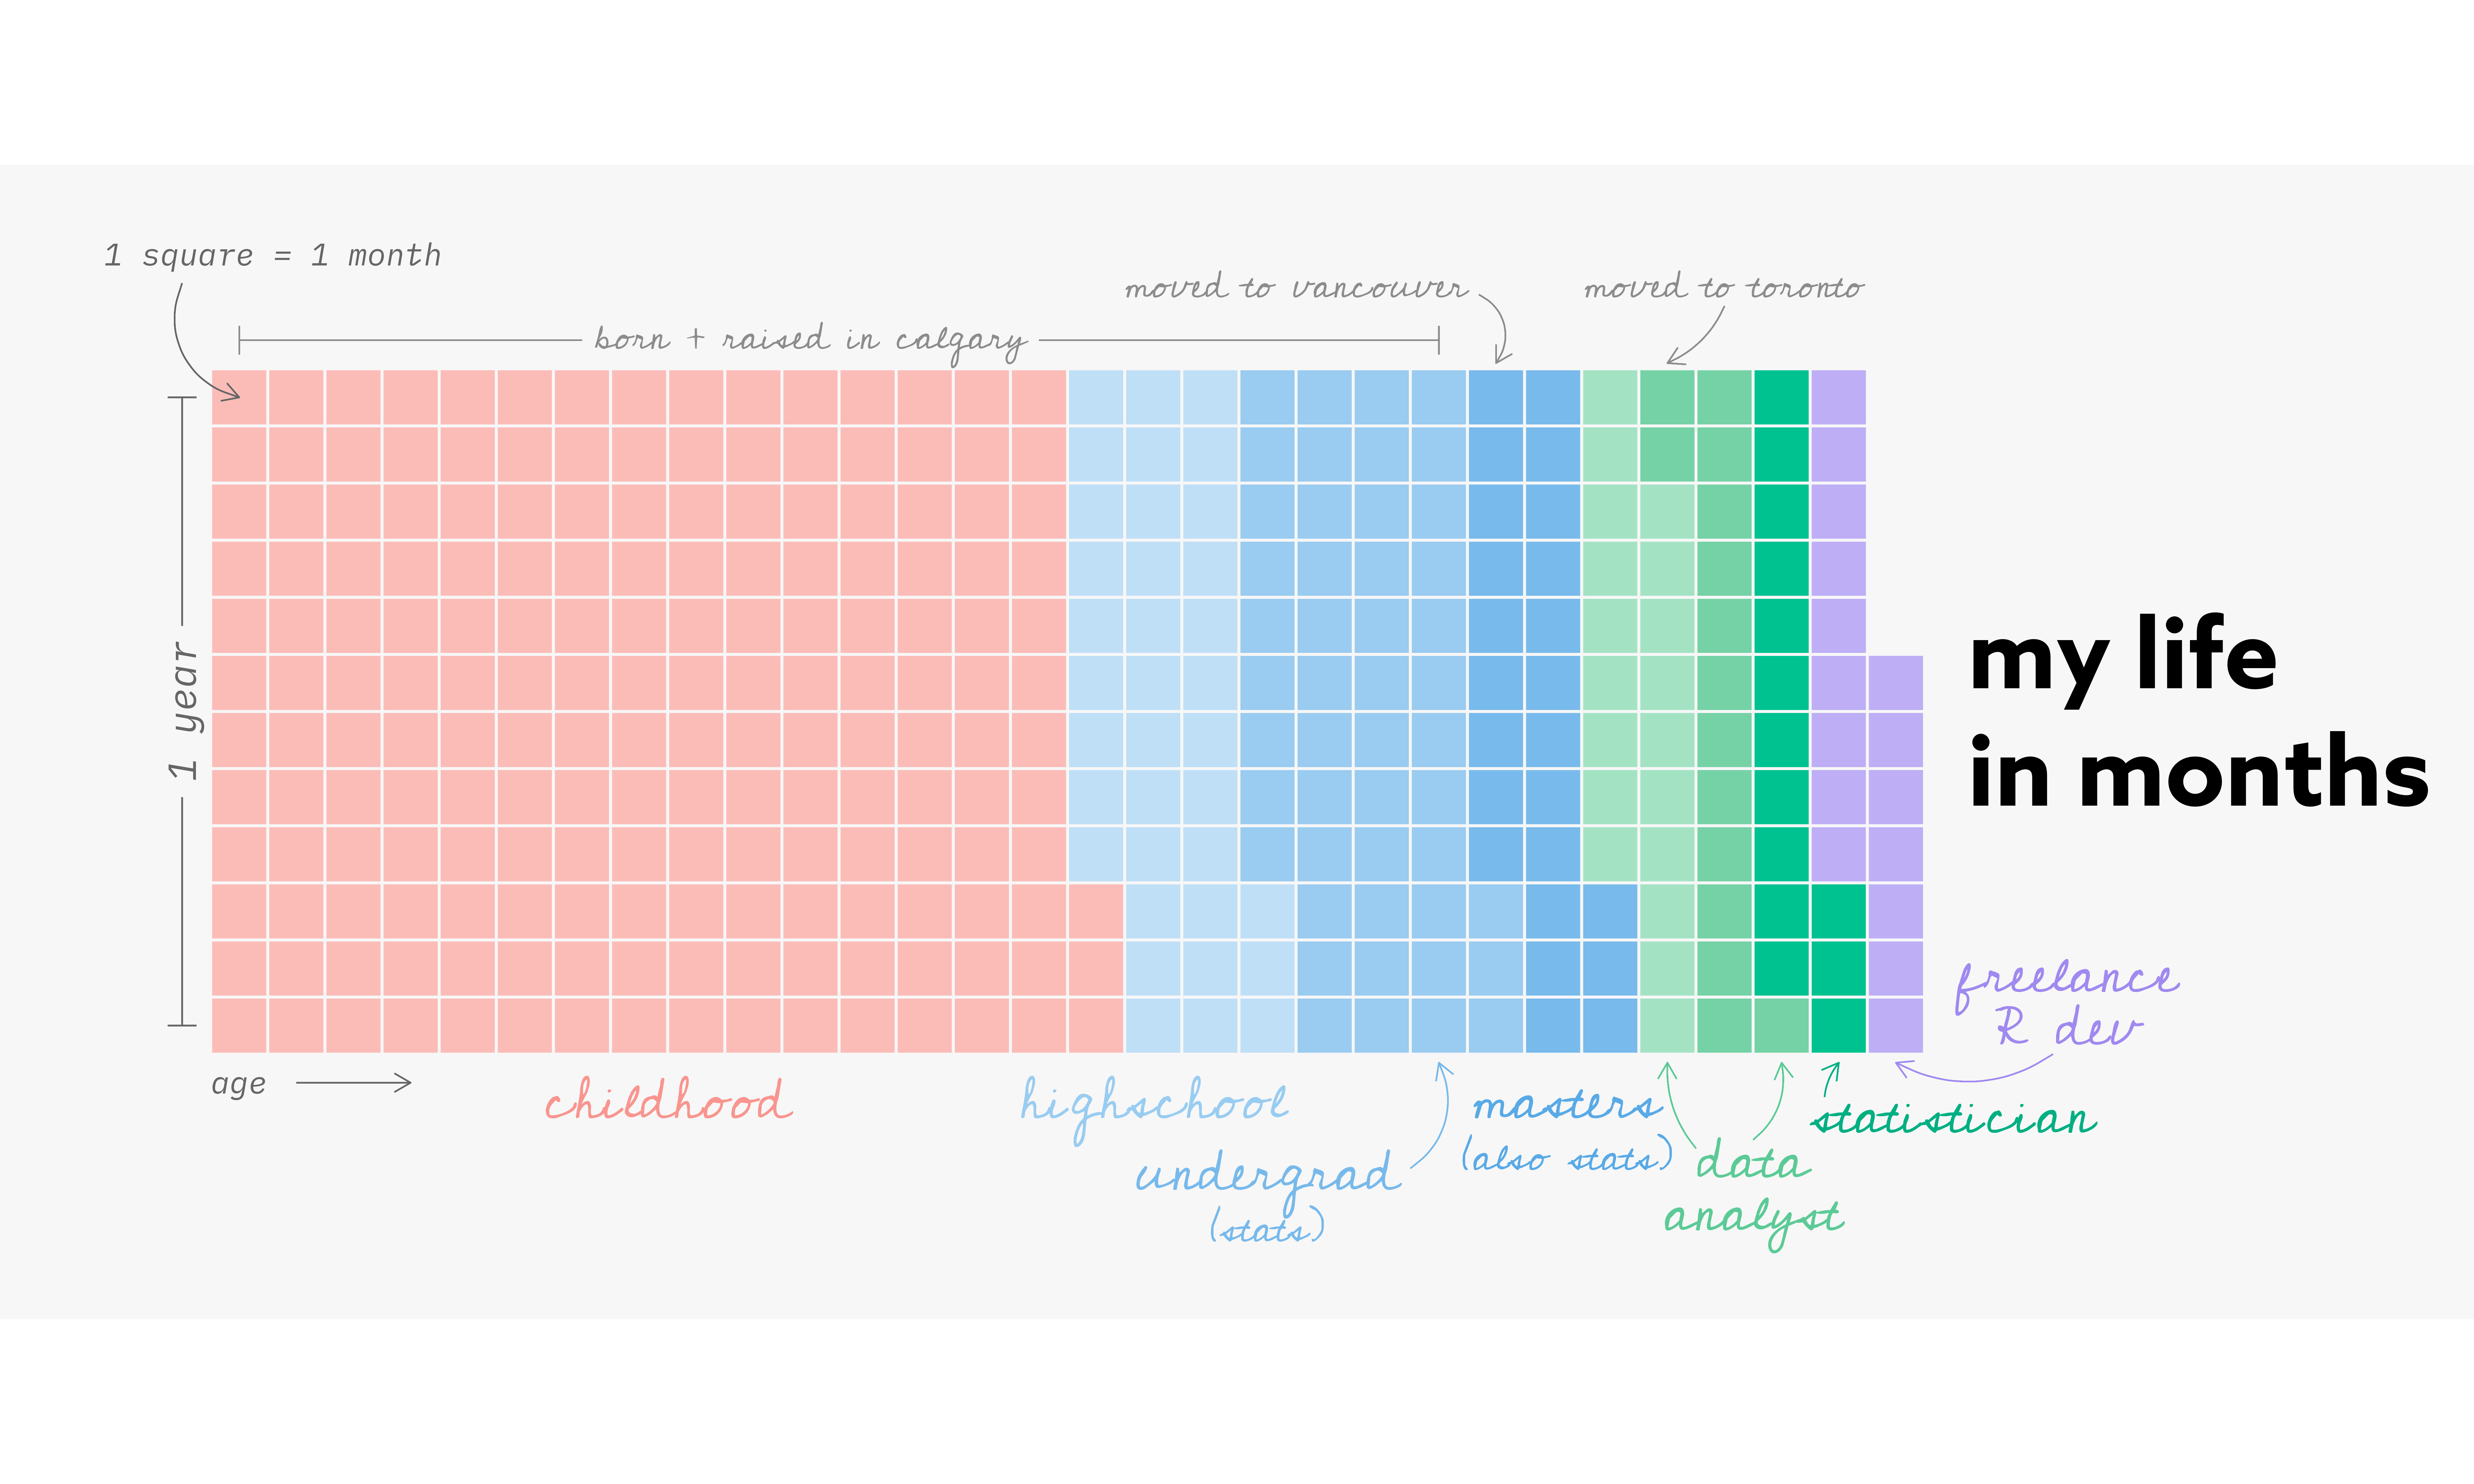 1 square = 1 month
moved to vancouver
moved to toronto
born + raised in calgary
1 year
my life
in months
freelance
R dev
age
childhood
highschool
undergrad
(stats)
masters
(also stats)
data
analyst
statistician